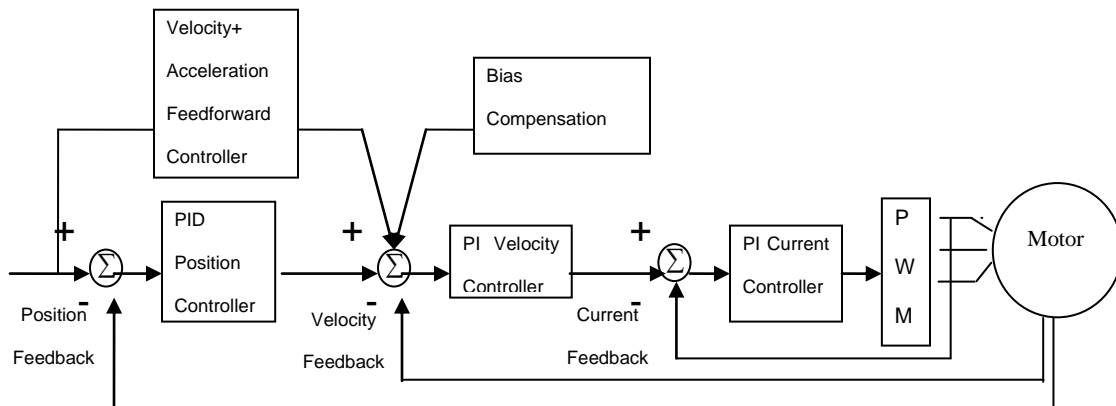 Velocity+
Acceleration
Feedforward
Controller
Bias
Compensation
+
PID
Position
Controller
+
PI Velocity
Controller
+
PI Current
Controller
P
W
M
Motor
Σ
Σ
Σ
-
Position
Feedback
-
Velocity
Feedback
-
Current
Feedback